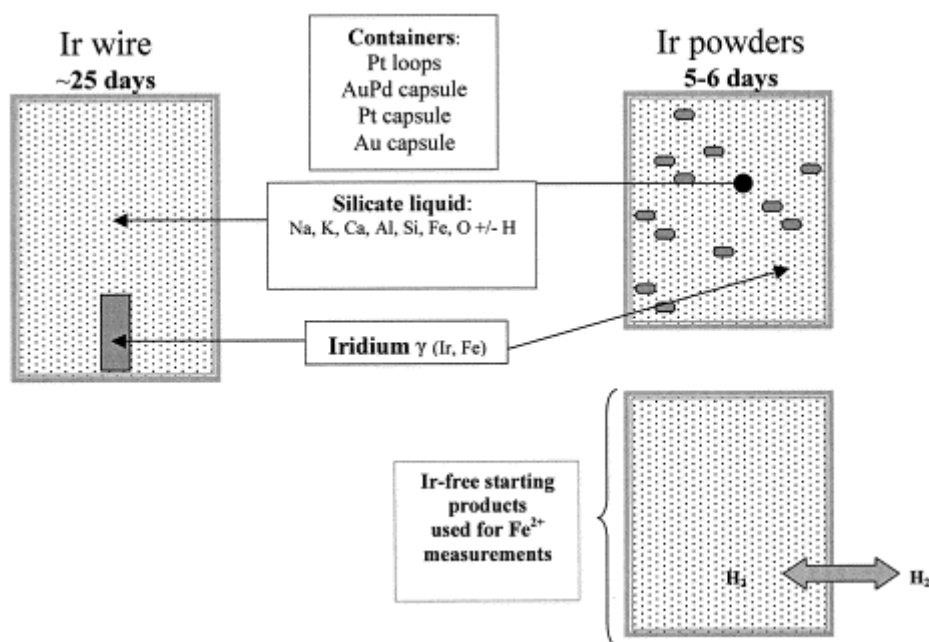 Ir wire
~25 days
Containers:
Pt loops
AuPd capsule
Pt capsule
Au capsule
Ir powders
5-6 days
Silicate liquid:
Na, K, Ca, Al, Si, Fe, O +/- H
Iridium γ (Ir, Fe)
Ir-free starting
products
used for Fe²⁺
measurements
H₂
H₂